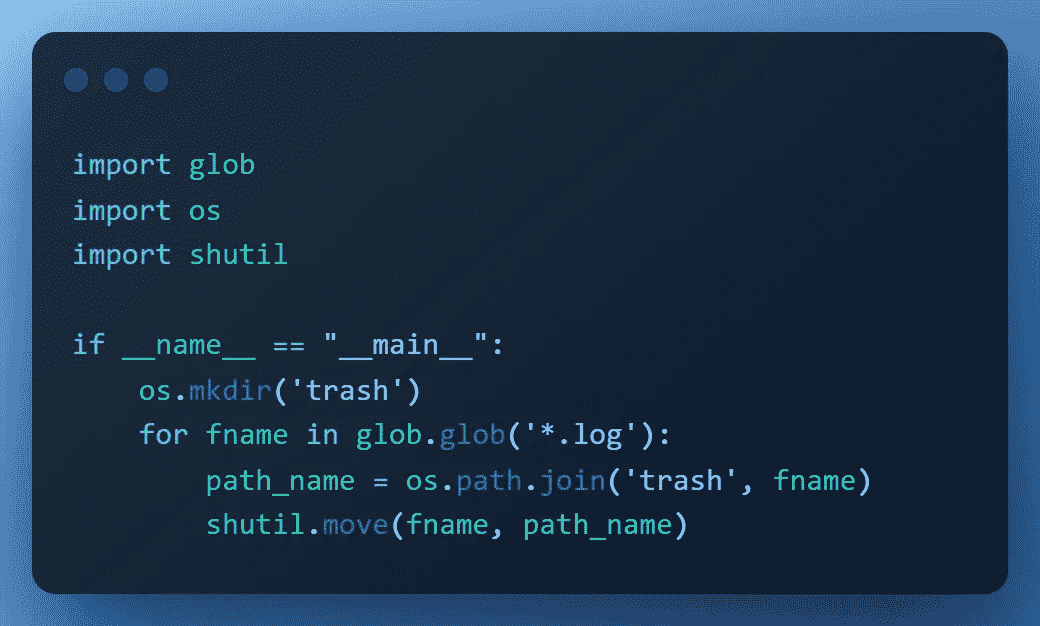 import glob
import os
import shutil

if __name__ == "__main__":
    os.mkdir('trash')
    for fname in glob.glob('*.log'):
        path_name = os.path.join('trash', fname)
        shutil.move(fname, path_name)